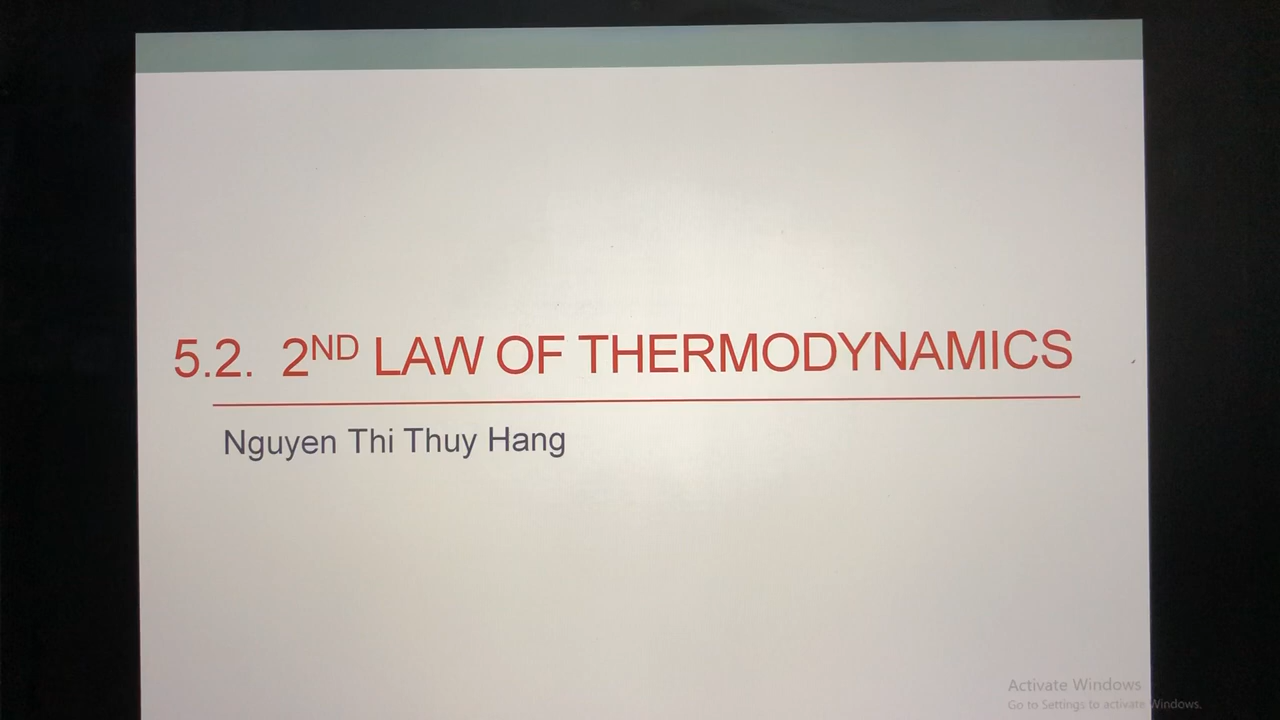 5.2. 2ND LAW OF THERMODYNAMICS
Nguyen Thi Thuy Hang
Activate Windows
Go to Settings to activate Windows.